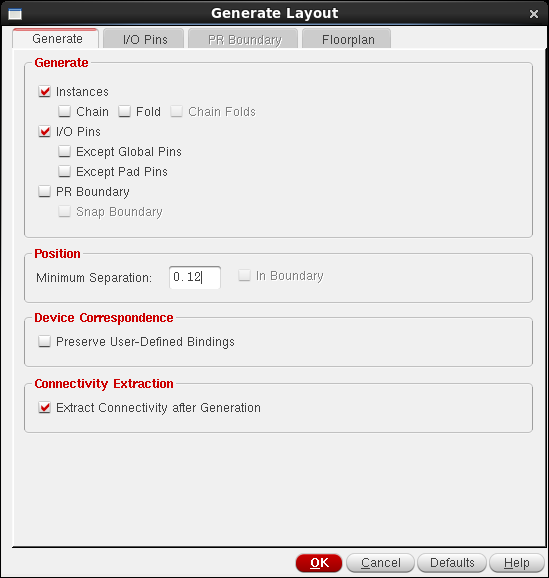 Generate Layout
Generate I/O Pins PR Boundary Floorplan
Generate
Instances
Chain Fold Chain Folds
I/O Pins
Except Global Pins
Except Pad Pins
PR Boundary
Snap Boundary
Position
Minimum Separation: 0.12 In Boundary
Device Correspondence
Preserve User-Defined Bindings
Connectivity Extraction
Extract Connectivity after Generation
OK Cancel Defaults Help